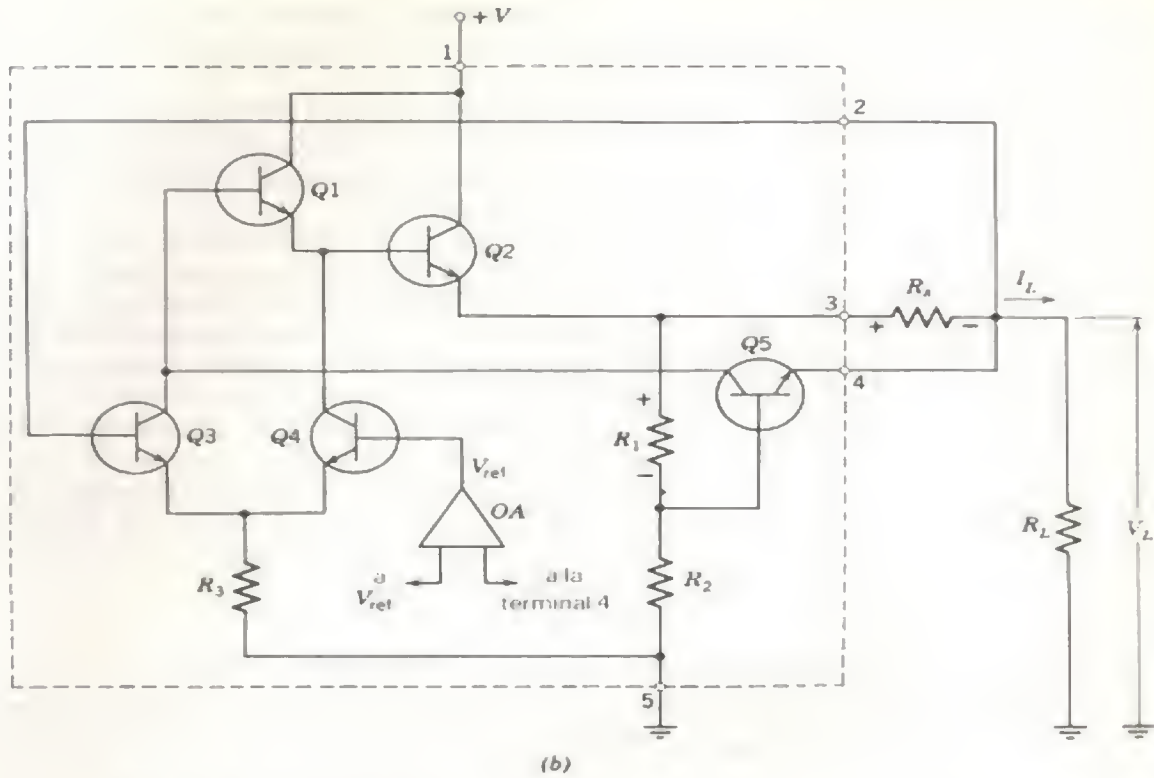 + V
1
2
Q1
Q2
3
R_s
I_L
+
-
Q5
4
+
Q3
Q4
R_1
V_ref
-
OA
R_L
V_L
R_3
a
V_ref
alla
terminal 4
R_2
5
(b)